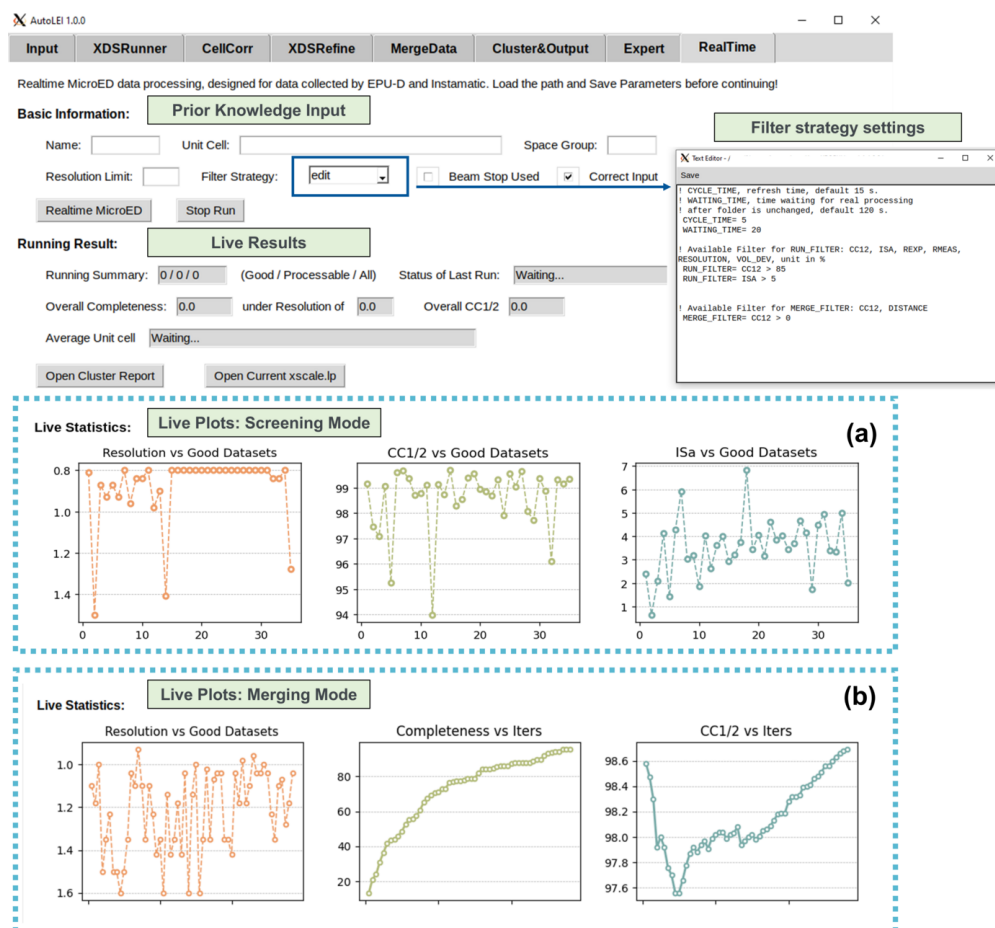 AutoLEI 1.0.0
Input XDSRunner CellCorr XDSRefine MergeData Cluster&Output Expert RealTime
Realtime MicroED data processing, designed for data collected by EPU-D and Instamatic. Load the path and Save Parameters before continuing!
Basic Information: Prior Knowledge Input
Filter strategy settings
Name: Unit Cell: Space Group:
Resolution Limit: Filter Strategy: edit Beam Stop Used Correct Input
Realtime MicroED Stop Run
Text Editor - /
Save
! CYCLE_TIME, refresh time, default 15 s.
! WAITING_TIME, time waiting for real processing
! after folder is unchanged, default 120 s.
CYCLE_TIME= 5
WAITING_TIME= 20
! Available Filter for RUN_FILTER: CC12, ISA, REXP, RMEAS,
RESOLUTION, VOL_DEV, unit in %
RUN_FILTER= CC12 > 85
RUN_FILTER= ISA > 5
! Available Filter for MERGE_FILTER: CC12, DISTANCE
MERGE_FILTER= CC12 > 0
Running Result: Live Results
Running Summary: 0 / 0 / 0 (Good / Processable / All) Status of Last Run: Waiting...
Overall Completeness: 0.0 under Resolution of 0.0 Overall CC1/2 0.0
Average Unit cell Waiting...
Open Cluster Report Open Current xscale.lp
Live Statistics: Live Plots: Screening Mode (a)
Resolution vs Good Datasets
0.8
1.0
1.2
1.4
0 10 20 30
CC1/2 vs Good Datasets
99
98
97
96
95
94
0 10 20 30
ISa vs Good Datasets
7
6
5
4
3
2
1
0 10 20 30
Live Statistics: Live Plots: Merging Mode (b)
Resolution vs Good Datasets
1.0
1.2
1.4
1.6
Completeness vs Iters
80
60
40
20
CC1/2 vs Iters
98.6
98.4
98.2
98.0
97.8
97.6